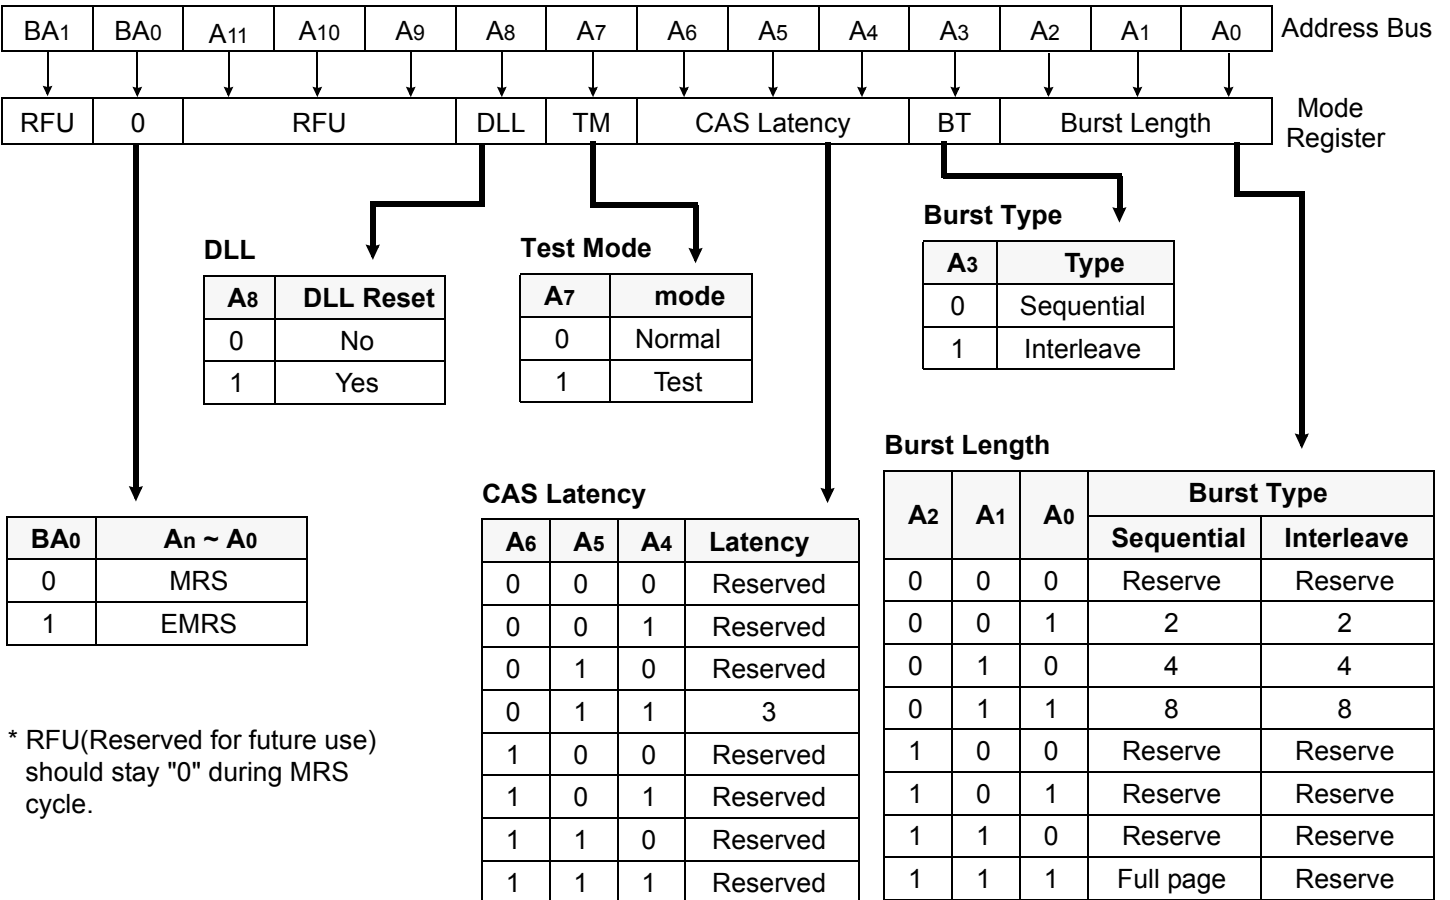 BA1 BA0 A11 A10 A9 A8 A7 A6 A5 A4 A3 A2 A1 A0 Address Bus
RFU 0 RFU DLL TM CAS Latency BT Burst Length Mode Register
DLL
A8 DLL Reset
0 No
1 Yes
Test Mode
A7 mode
0 Normal
1 Test
Burst Type
A3 Type
0 Sequential
1 Interleave
BA0 An ~ A0
0 MRS
1 EMRS
* RFU(Reserved for future use)
should stay "0" during MRS
cycle.
CAS Latency
A6 A5 A4 Latency
0 0 0 Reserved
0 0 1 Reserved
0 1 0 Reserved
0 1 1 3
1 0 0 Reserved
1 0 1 Reserved
1 1 0 Reserved
1 1 1 Reserved
Burst Length
A2 A1 A0 Burst Type
Sequential Interleave
0 0 0 Reserve Reserve
0 0 1 2 2
0 1 0 4 4
0 1 1 8 8
1 0 0 Reserve Reserve
1 0 1 Reserve Reserve
1 1 0 Reserve Reserve
1 1 1 Full page Reserve